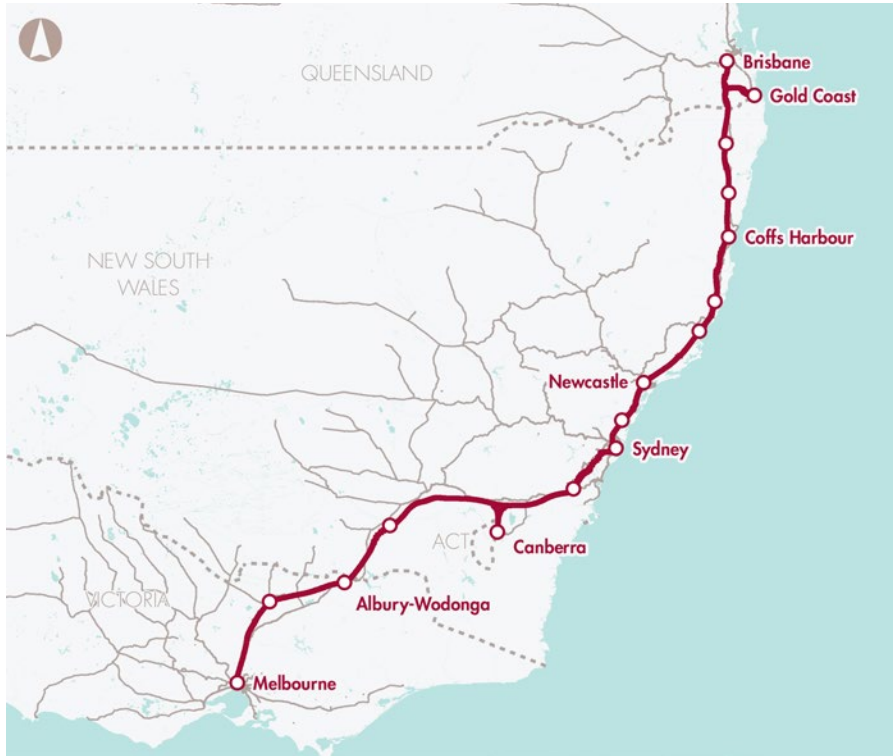 QUEENSLAND
Brisbane
Gold Coast
Coffs Harbour
NEW SOUTH
WALES
Newcastle
Sydney
ACT
Canberra
Albury-Wodonga
VICTORIA
Melbourne